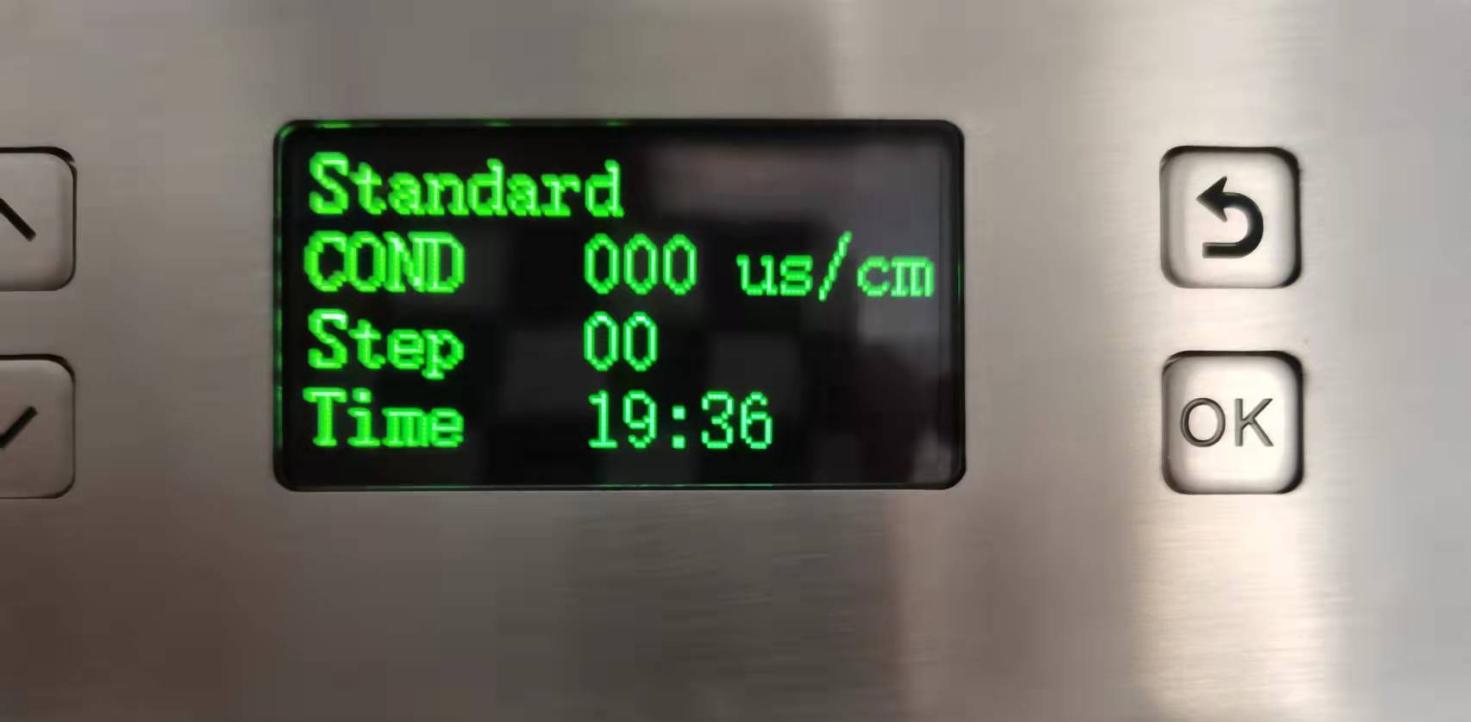 Standard
COND 000 us/cm
Step 00
Time 19:36
OK